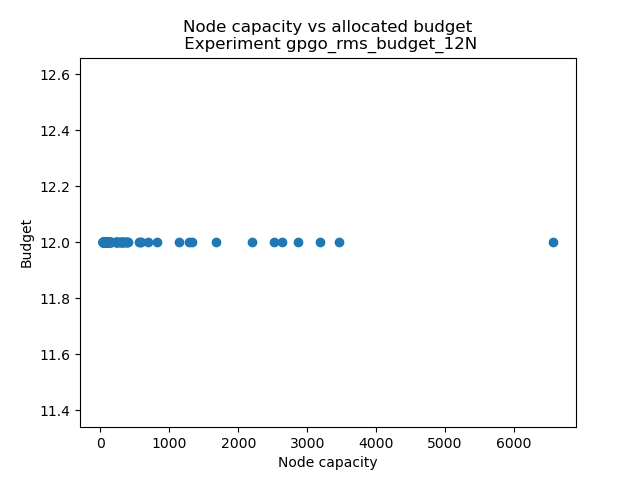 Node capacity vs allocated budget
Experiment gpgo_rms_budget_12N
12.6
12.4
12.2
12.0
11.8
11.6
11.4
Budget
0 1000 2000 3000 4000 5000 6000
Node capacity